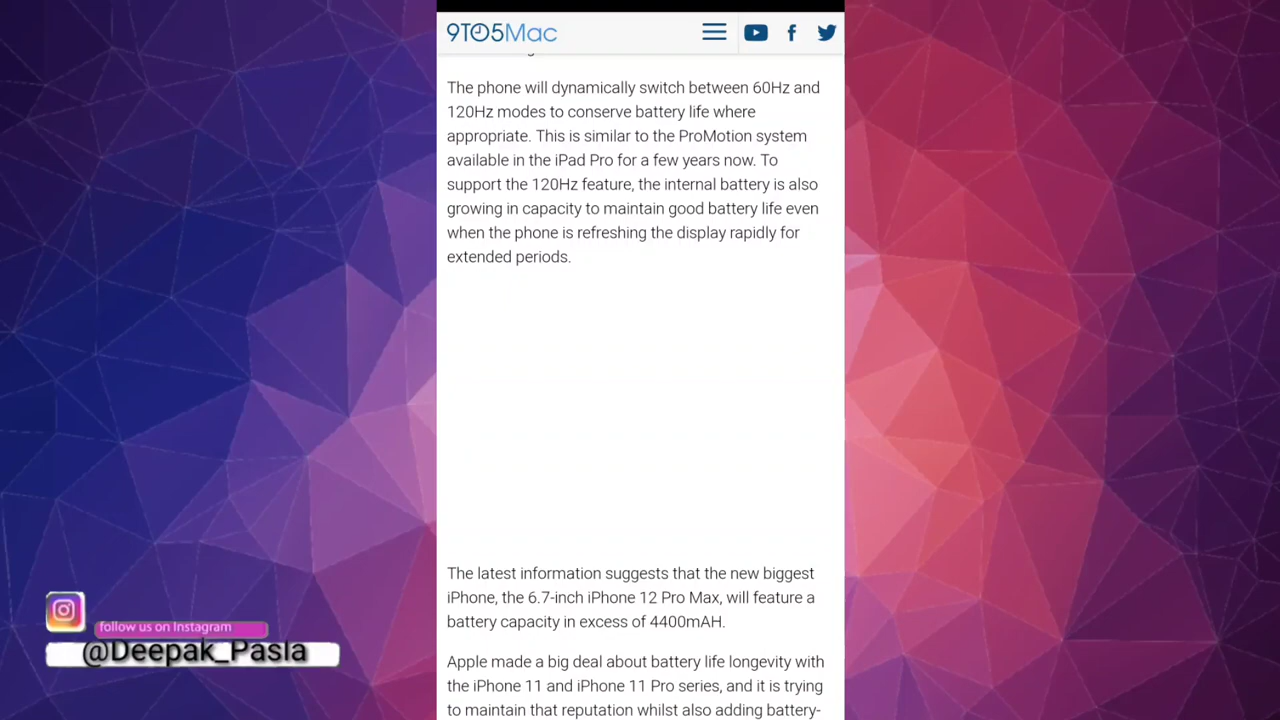 9TO5Mac
The phone will dynamically switch between 60Hz and
120Hz modes to conserve battery life where
appropriate. This is similar to the ProMotion system
available in the iPad Pro for a few years now. To
support the 120Hz feature, the internal battery is also
growing in capacity to maintain good battery life even
when the phone is refreshing the display rapidly for
extended periods.
The latest information suggests that the new biggest
iPhone, the 6.7-inch iPhone 12 Pro Max, will feature a
battery capacity in excess of 4400mAH.
Apple made a big deal about battery life longevity with
the iPhone 11 and iPhone 11 Pro series, and it is trying
to maintain that reputation whilst also adding battery-
follow us on Instagram
@Deepak_Pasla